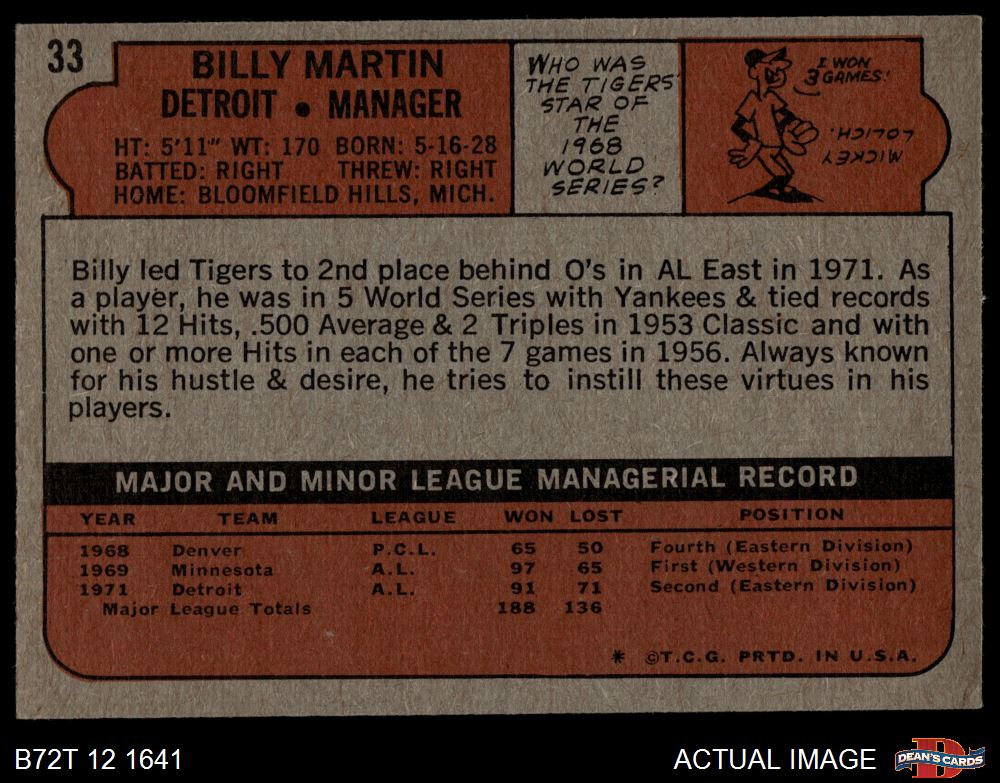 33
BILLY MARTIN
DETROIT • MANAGER
HT: 5'11" WT: 170 BORN: 5-16-28
BATTED: RIGHT THREW: RIGHT
HOME: BLOOMFIELD HILLS, MICH.
WHO WAS
THE TIGERS'
STAR OF
THE
1968
WORLD
SERIES?
I WON
3 GAMES!
MICKEY
LOLICH.
Billy led Tigers to 2nd place behind O's in AL East in 1971. As
a player, he was in 5 World Series with Yankees & tied records
with 12 Hits, .500 Average & 2 Triples in 1953 Classic and with
one or more Hits in each of the 7 games in 1956. Always known
for his hustle & desire, he tries to instill these virtues in his
players.
MAJOR AND MINOR LEAGUE MANAGERIAL RECORD
YEAR TEAM LEAGUE WON LOST POSITION
1968 Denver P.C.L. 65 50 Fourth (Eastern Division)
1969 Minnesota A.L. 97 65 First (Western Division)
1971 Detroit A.L. 91 71 Second (Eastern Division)
Major League Totals 188 136
* ©T.C.G. PRTD. IN U.S.A.
B72T 12 1641
ACTUAL IMAGE
D
DEAN'S CARDS